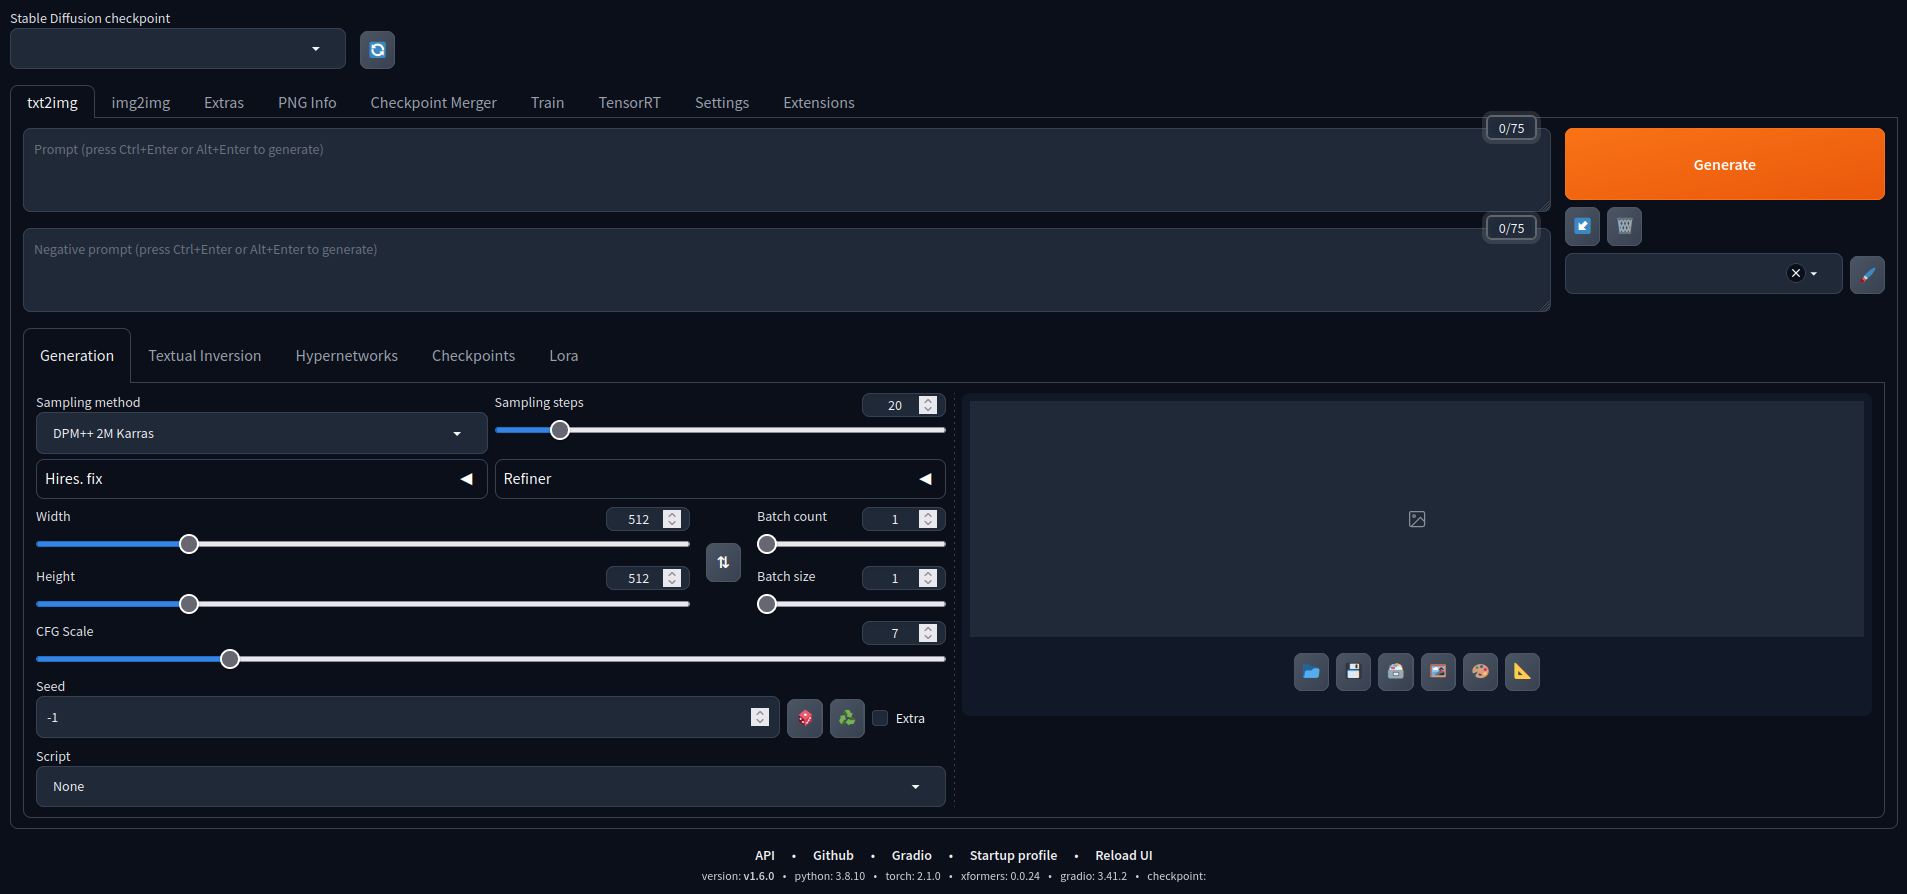 Stable Diffusion checkpoint
txt2img img2img Extras PNG Info Checkpoint Merger Train TensorRT Settings Extensions
0/75
Prompt (press Ctrl+Enter or Alt+Enter to generate)
Generate
0/75
Negative prompt (press Ctrl+Enter or Alt+Enter to generate)
Generation Textual Inversion Hypernetworks Checkpoints Lora
Sampling method
Sampling steps 20
DPM++ 2M Karras
Hires. fix
Refiner
Width 512
Batch count 1
Height 512
Batch size 1
CFG Scale 7
Seed
-1
Extra
Script
None
API • Github • Gradio • Startup profile • Reload UI
version: v1.6.0 • python: 3.8.10 • torch: 2.1.0 • xformers: 0.0.24 • gradio: 3.41.2 • checkpoint: